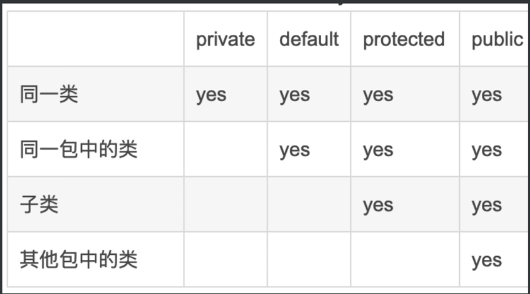 private default protected public
同一类 yes yes yes yes
同一包中的类 yes yes yes
子类 yes yes
其他包中的类 yes